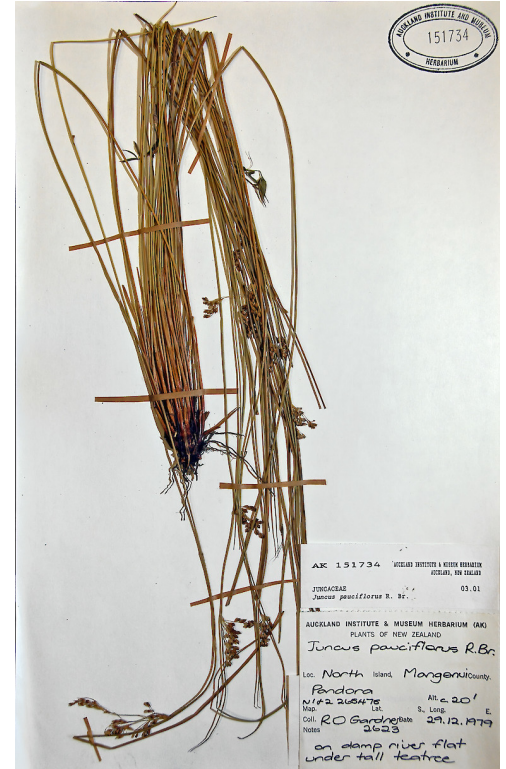 AUCKLAND INSTITUTE AND MUSEUM
151734
HERBARIUM
AK 151734 AUCKLAND INSTITUTE & MUSEUM HERBARIUM
AUCKLAND, NEW ZEALAND
JUNCACEAE 03.01
Juncus pauciflorus R. Br.
AUCKLAND INSTITUTE & MUSEUM HERBARIUM (AK)
PLANTS OF NEW ZEALAND
Juncus pauciflorus R.Br.
Loc. North Island, Mangonui County.
Pandora Alt. c. 20'
Map. N1&2 268476 Lat. S., Long. E.
Coll. R O Gardner Date 29.12.1979
Notes 2623
on damp river flat
under tall teatree